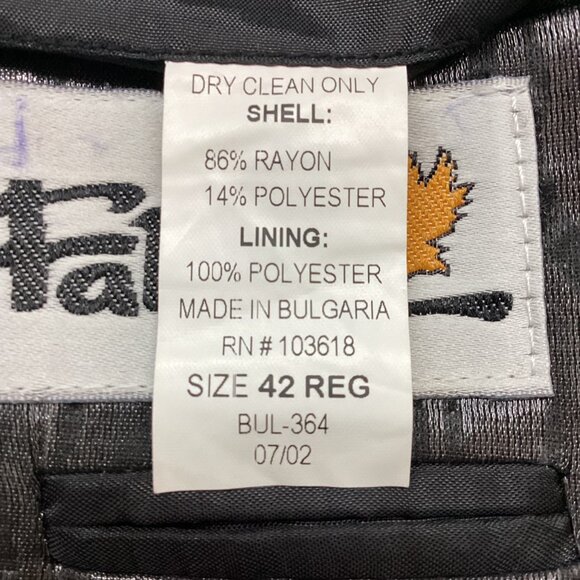 DRY CLEAN ONLY
SHELL:
86% RAYON
14% POLYESTER
LINING:
100% POLYESTER
MADE IN BULGARIA
RN # 103618
SIZE 42 REG
BUL-364
07/02